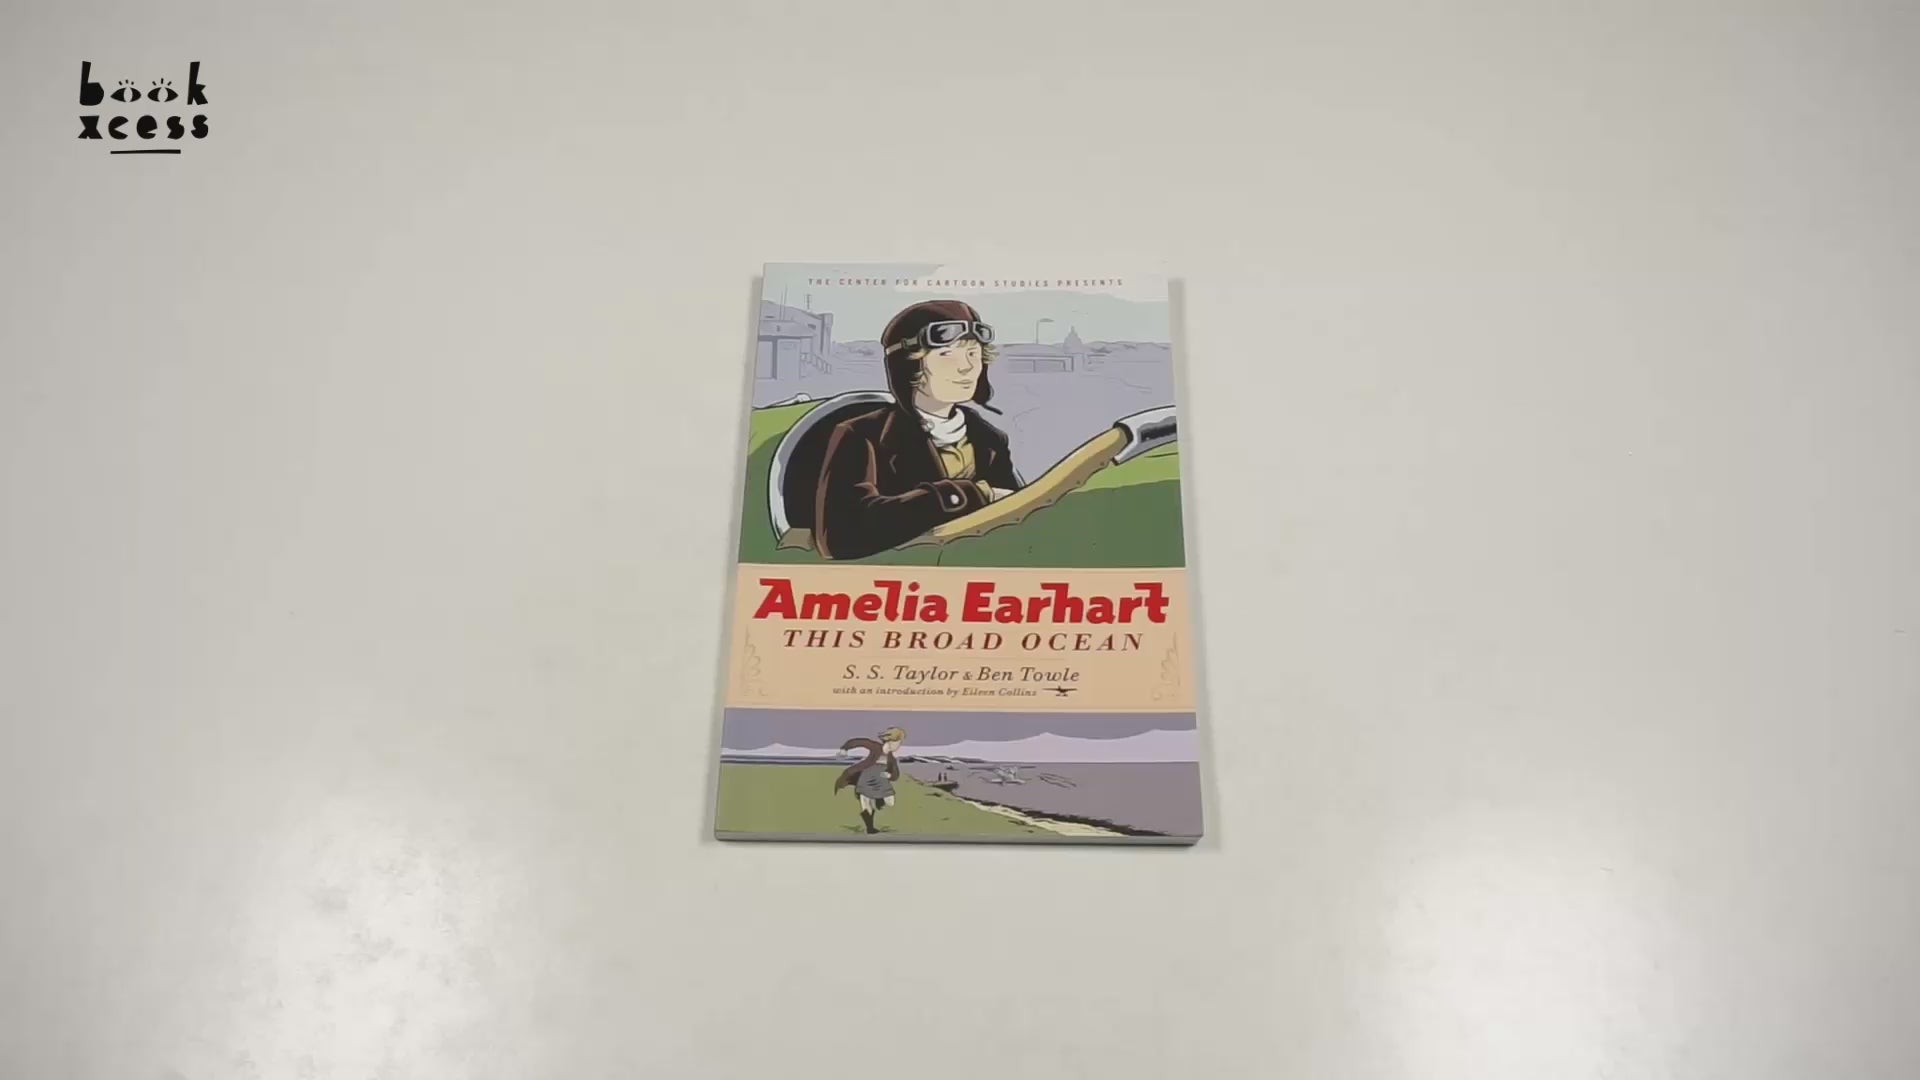 book
xcess
THE CENTER FOR CARTOON STUDIES PRESENTS
Amelia Earhart
THIS BROAD OCEAN
S. S. Taylor & Ben Towle
with an introduction by Eileen Collins